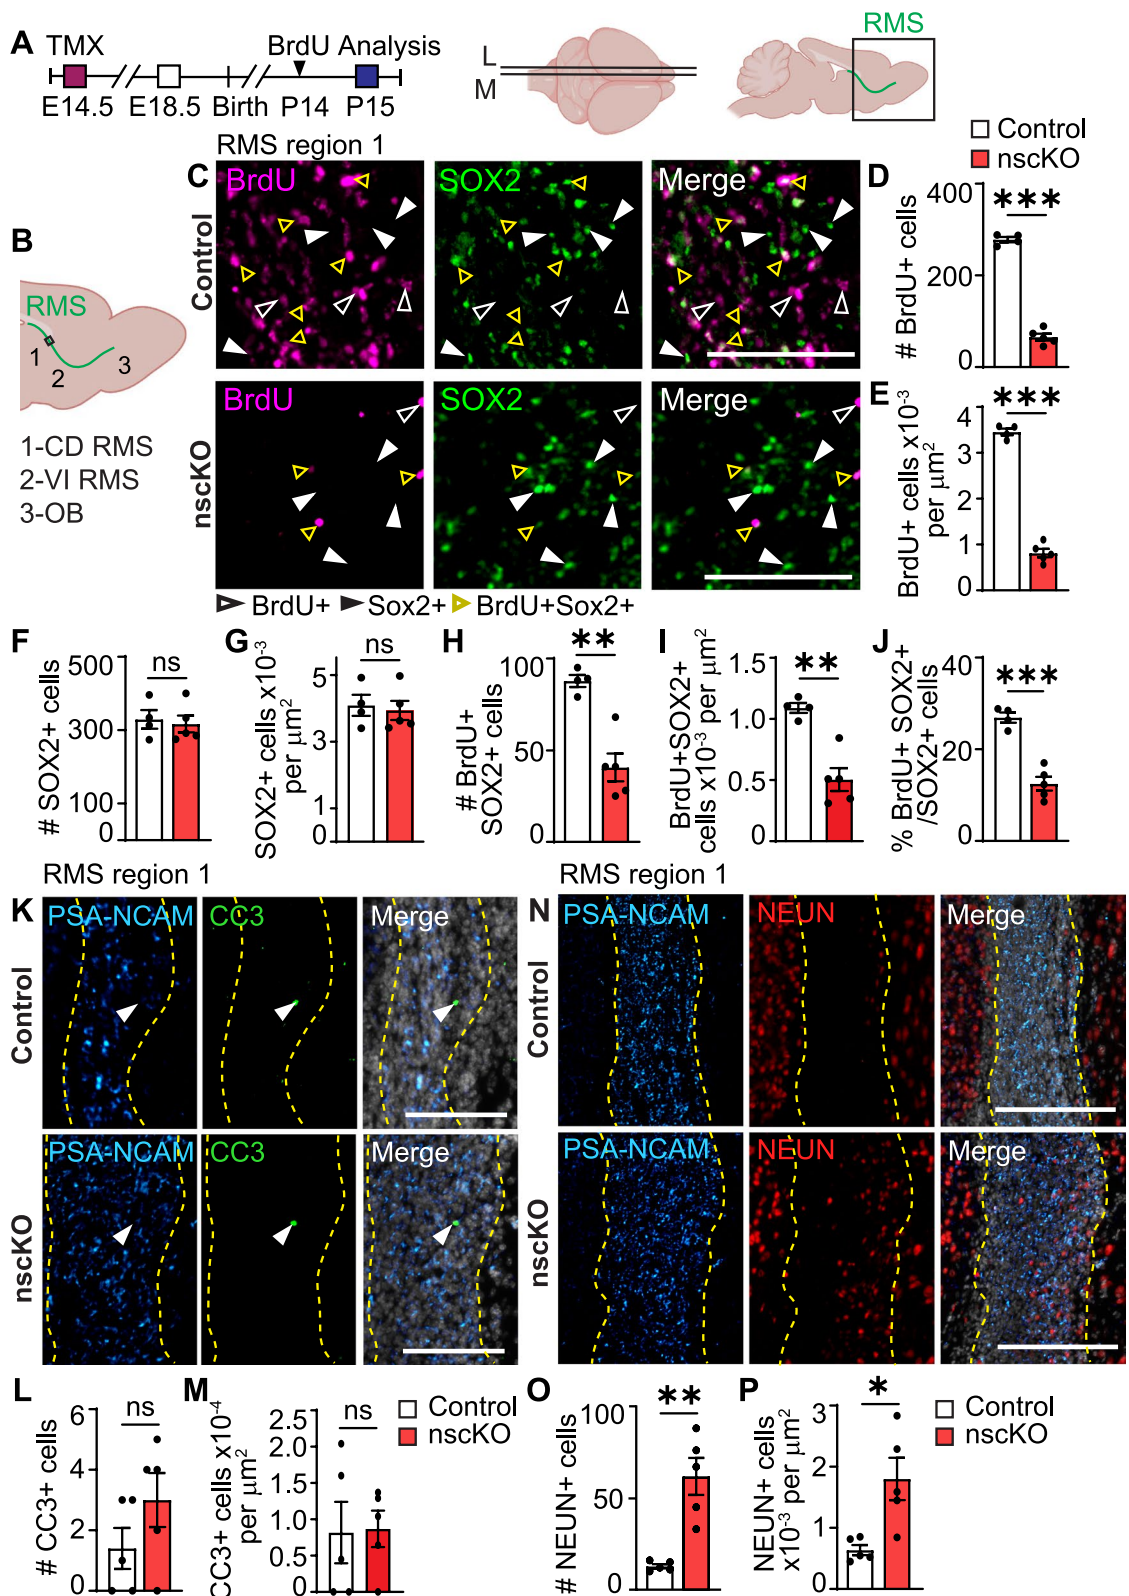 A
TMX
BrdU Analysis
E14.5
E18.5
Birth
P14
P15
L
M
RMS
Control
nscKO
B
RMS
1
2
3
1-CD RMS
2-VI RMS
3-OB
RMS region 1
C
Control
BrdU
SOX2
Merge
nscKO
BrdU
SOX2
Merge
BrdU+
Sox2+
BrdU+Sox2+
D
# BrdU+ cells
400
200
0
***
E
BrdU+ cells x10⁻³
per µm²
4
3
2
1
0
***
F
# SOX2+ cells
500
300
100
0
ns
G
SOX2+ cells x10⁻³
per µm²
5
3
1
0
ns
H
# BrdU+
SOX2+ cells
100
50
0
**
I
BrdU+SOX2+
cells x10⁻³ per µm²
1.5
1.0
0.5
0
**
J
% BrdU+ SOX2+
/SOX2+ cells
40
20
0
***
RMS region 1
K
Control
PSA-NCAM
CC3
Merge
nscKO
PSA-NCAM
CC3
Merge
RMS region 1
N
Control
PSA-NCAM
NEUN
Merge
nscKO
PSA-NCAM
NEUN
Merge
L
# CC3+ cells
6
4
2
0
ns
M
CC3+ cells x10⁻⁴
per µm²
2.5
2.0
1.5
1.0
0.5
0
ns
Control
nscKO
O
# NEUN+ cells
100
50
0
**
P
NEUN+ cells
x10⁻³ per µm²
3
2
1
0
*
Control
nscKO